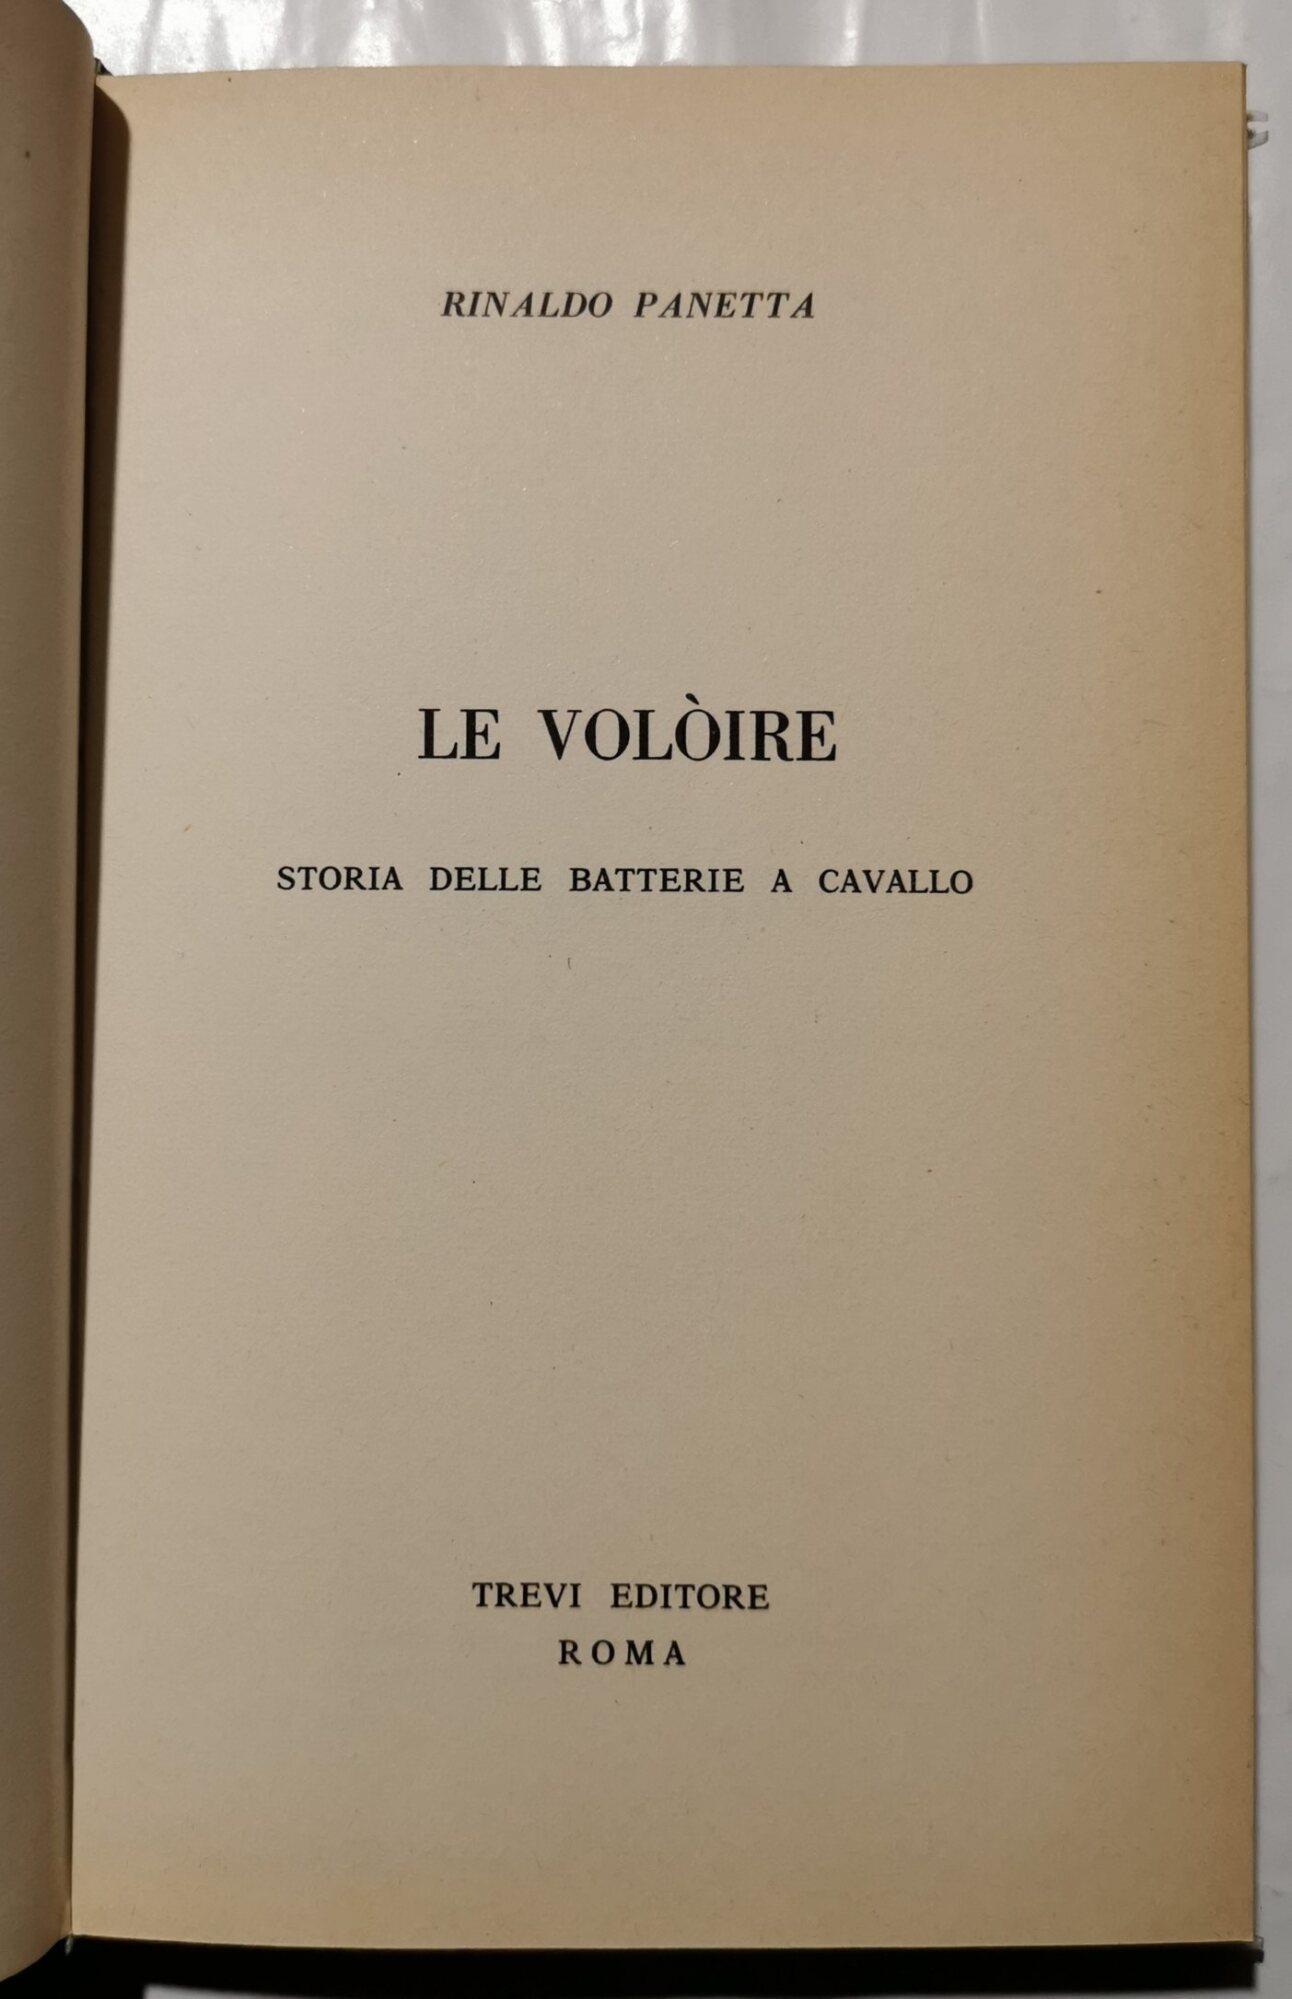 RINALDO PANETTA
LE VOLÒIRE
STORIA DELLE BATTERIE A CAVALLO
TREVI EDITORE
ROMA